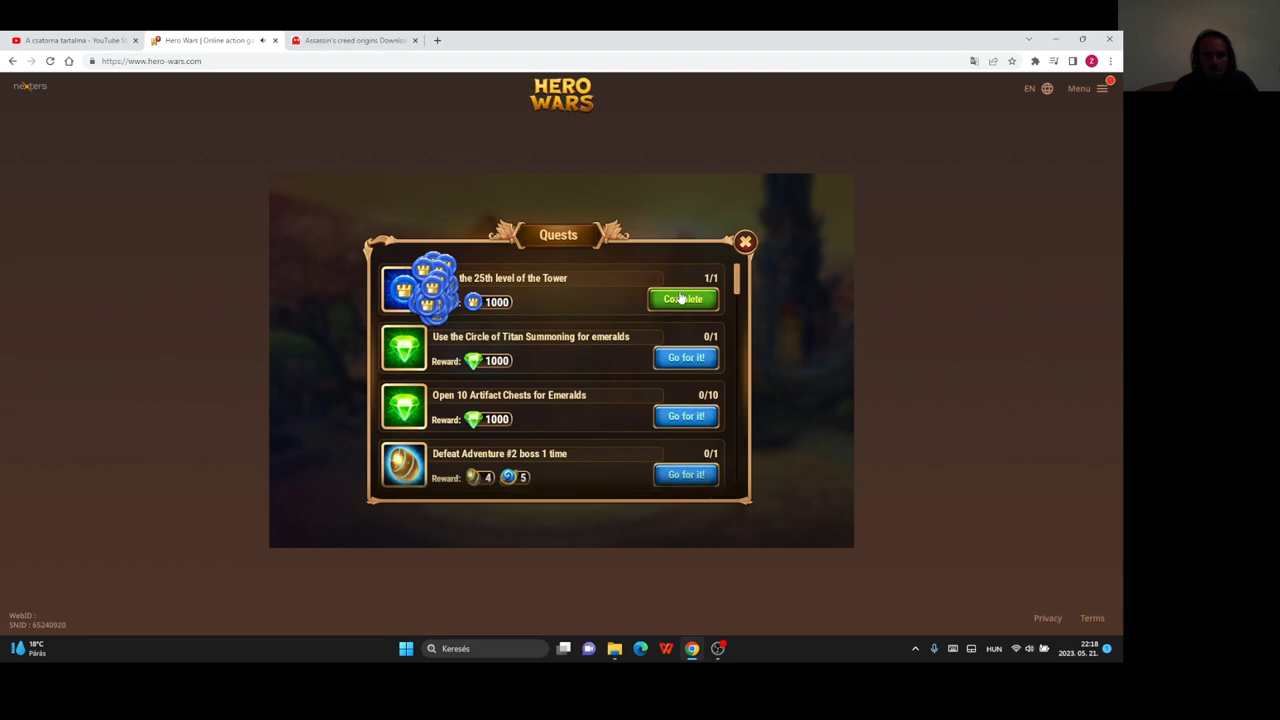 A csatorna tartalma - YouTube St
Hero Wars | Online action ga
Assassin's creed origins Downlo
https://www.hero-wars.com
Z
nexters
HERO
WARS
EN
Menu
Quests
the 25th level of the Tower
1/1
1000
Complete
Use the Circle of Titan Summoning for emeralds
0/1
Reward: 1000
Go for it!
Open 10 Artifact Chests for Emeralds
0/10
Reward: 1000
Go for it!
Defeat Adventure #2 boss 1 time
0/1
Reward: 4 5
Go for it!
WebID :
SNID : 65240920
Privacy
Terms
18°C
Párás
Keresés
HUN
22:18
2023. 05. 21.
1